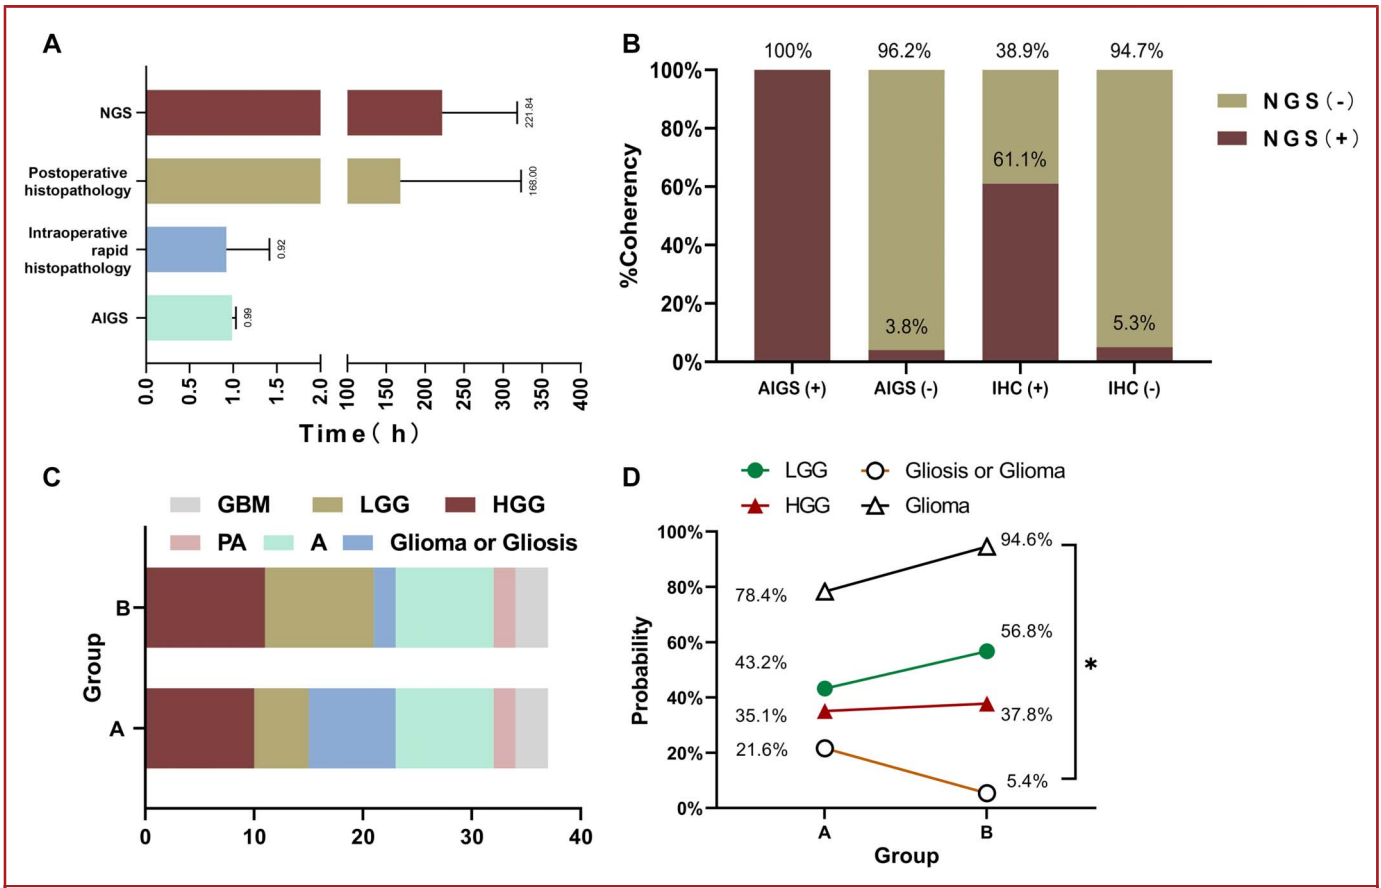 A
NGS
221.84
Postoperative
histopathology
168.00
Intraoperative
rapid
histopathology
0.92
AIGS
0.99
0.0 0.5 1.0 1.5 2.0 100 150 200 250 300 350 400
Time( h)
B
100% 96.2% 38.9% 94.7%
100%
80%
60%
40%
20%
0%
%Coherency
61.1%
3.8%
5.3%
AIGS (+) AIGS (-) IHC (+) IHC (-)
NGS(-)
NGS(+)
C
GBM LGG HGG
PA A Glioma or Gliosis
Group
B
A
0 10 20 30 40
D
LGG Gliosis or Glioma
HGG Glioma
100%
80%
60%
40%
20%
0%
Probability
78.4%
94.6%
43.2%
56.8%
35.1%
37.8%
21.6%
5.4%
*
A B
Group